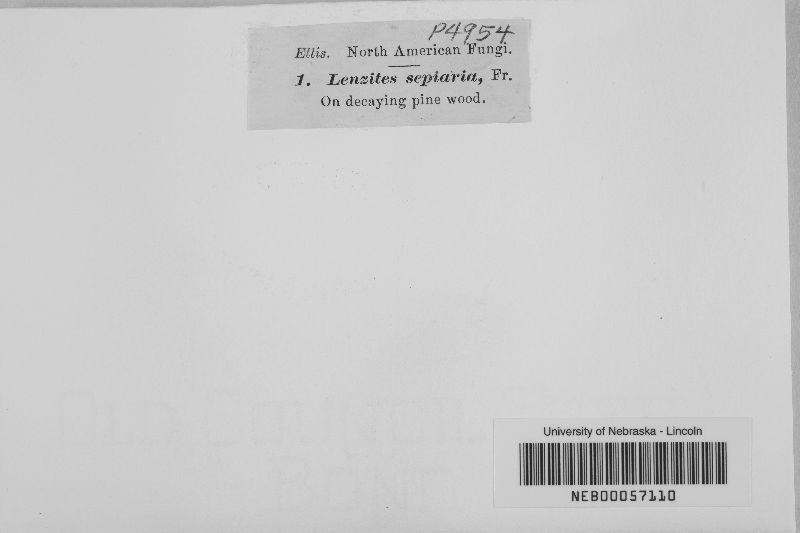 P4954
Ellis. North American Fungi.
1. Lenzites sepiaria, Fr.
On decaying pine wood.
University of Nebraska - Lincoln
NEB00057110